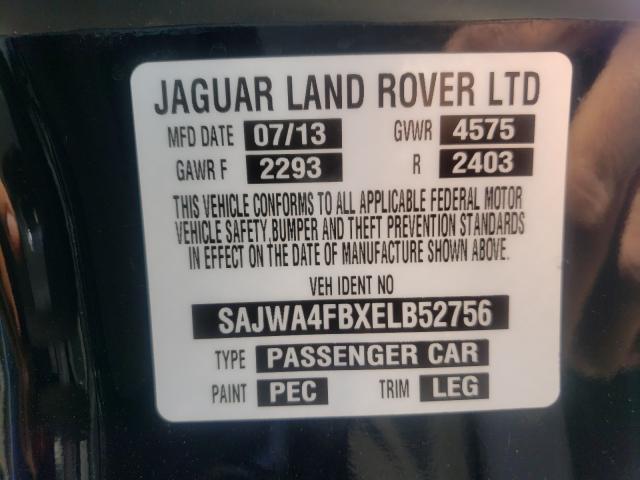 JAGUAR LAND ROVER LTD
MFD DATE 07/13 GVWR 4575
GAWR F 2293 R 2403
THIS VEHICLE CONFORMS TO ALL APPLICABLE FEDERAL MOTOR
VEHICLE SAFETY,BUMPER AND THEFT PREVENTION STANDARDS
IN EFFECT ON THE DATE OF MANUFACTURE SHOWN ABOVE.
VEH IDENT NO
SAJWA4FBXELB52756
TYPE PASSENGER CAR
PAINT PEC TRIM LEG